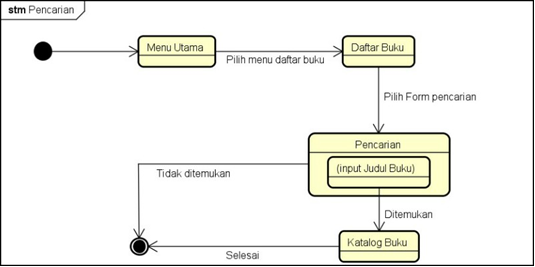 stm Pencarian
Menu Utama
Pilih menu daftar buku
Daftar Buku
Pilih Form pencarian
Pencarian
(input Judul Buku)
Tidak ditemukan
Ditemukan
Katalog Buku
Selesai